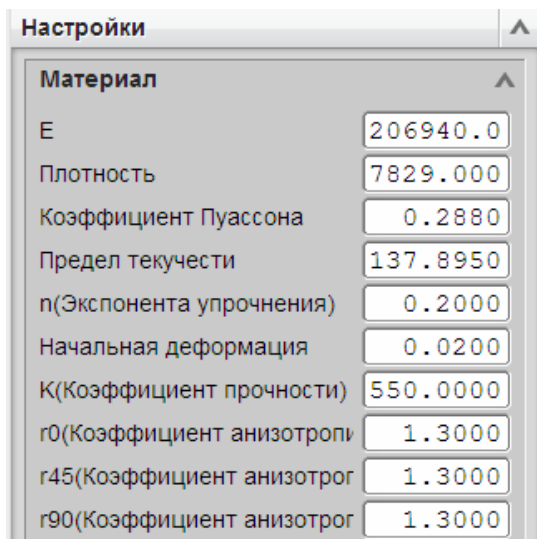 Настройки
Материал
E 206940.0
Плотность 7829.000
Коэффициент Пуассона 0.2880
Предел текучести 137.8950
n(Экспонента упрочнения) 0.2000
Начальная деформация 0.0200
К(Коэффициент прочности) 550.0000
r0(Коэффициент анизотропи 1.3000
r45(Коэффициент анизотроп 1.3000
r90(Коэффициент анизотроп 1.3000